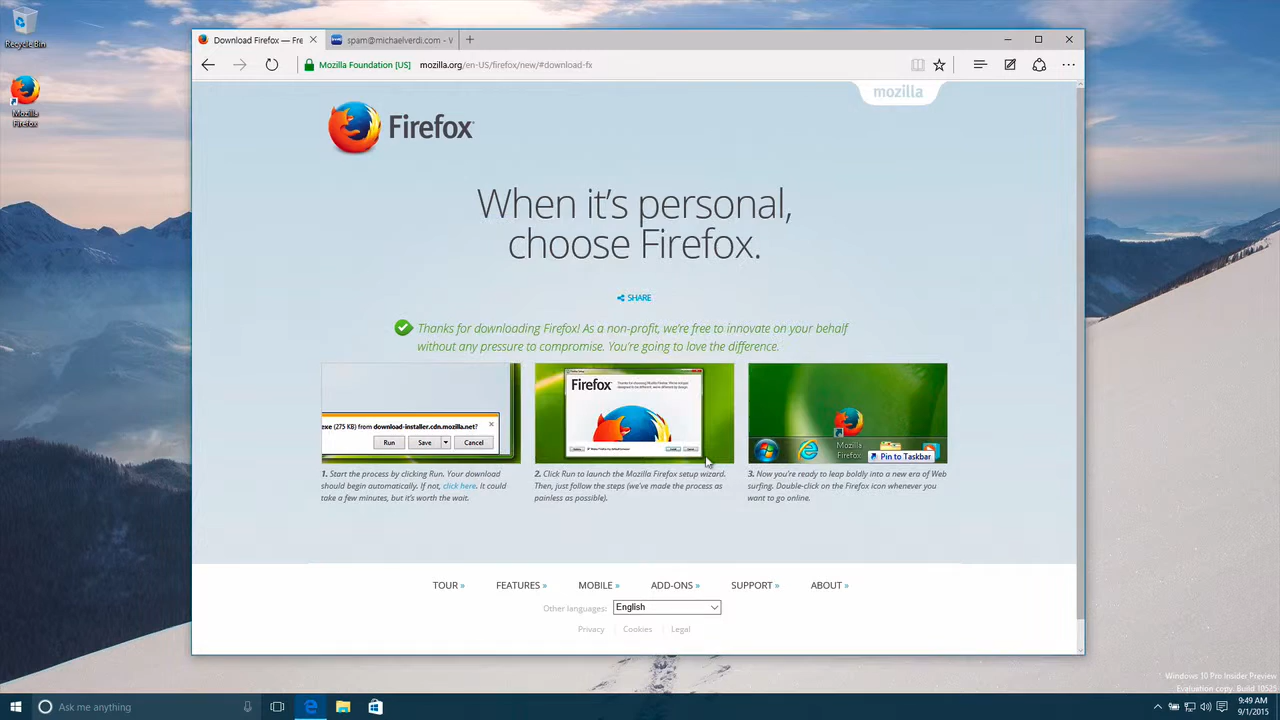 Recycle Bin
Mozilla
Firefox
Download Firefox — Fre
spam@michaelverdi.com - V
Mozilla Foundation [US]
mozilla.org/en-US/firefox/new/#download-fx
mozilla
Firefox
When it's personal,
choose Firefox.
SHARE
Thanks for downloading Firefox! As a non-profit, we're free to innovate on your behalf
without any pressure to compromise. You're going to love the difference.
exe (275 KB) from download-installer.cdn.mozilla.net?
Run Save Cancel
Firefox
Mozilla
Firefox
Pin to Taskbar
1. Start the process by clicking Run. Your download
should begin automatically. If not, click here. It could
take a few minutes, but it's worth the wait.
2. Click Run to launch the Mozilla Firefox setup wizard.
Then, just follow the steps (we've made the process as
painless as possible).
3. Now you're ready to leap boldly into a new era of Web
surfing. Double-click on the Firefox icon whenever you
want to go online.
TOUR » FEATURES » MOBILE » ADD-ONS » SUPPORT » ABOUT »
Other languages: English
Privacy Cookies Legal
Windows 10 Pro Insider Preview
Evaluation copy. Build 10525
Ask me anything
9:49 AM
9/1/2015